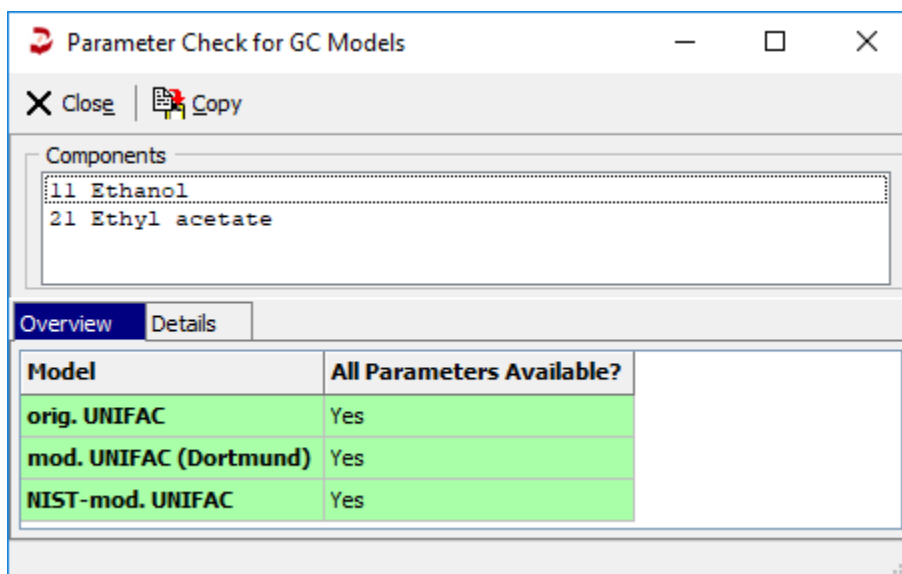 Parameter Check for GC Models
Close Copy
Components
11 Ethanol
21 Ethyl acetate
Overview Details
Model All Parameters Available?
orig. UNIFAC Yes
mod. UNIFAC (Dortmund) Yes
NIST-mod. UNIFAC Yes